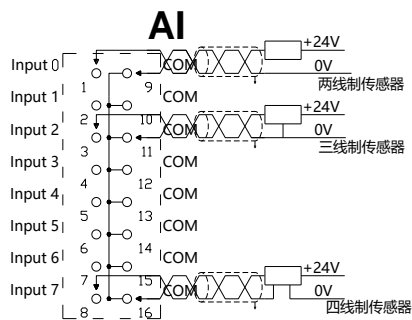 AI
+24V
Input 0 COM 0V
1 9 两线制传感器
Input 1 COM
2 10 +24V
Input 2 COM 0V
3 11 三线制传感器
Input 3 COM
4 12
Input 4 COM
5 13
Input 5 COM
6 14
Input 6 COM
7 15 +24V
Input 7 COM 0V
8 16 四线制传感器